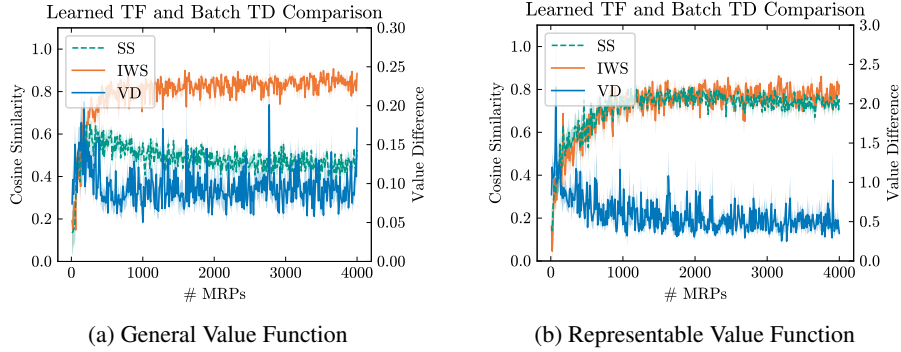 Learned TF and Batch TD Comparison
SS
IWS
VD
Cosine Similarity
0.0
0.2
0.4
0.6
0.8
1.0
Value Difference
0.00
0.05
0.10
0.15
0.20
0.25
0.30
0
1000
2000
3000
4000
# MRPs
(a) General Value Function
Learned TF and Batch TD Comparison
SS
IWS
VD
Cosine Similarity
0.0
0.2
0.4
0.6
0.8
1.0
Value Difference
0.0
0.5
1.0
1.5
2.0
2.5
3.0
0
1000
2000
3000
4000
# MRPs
(b) Representable Value Function